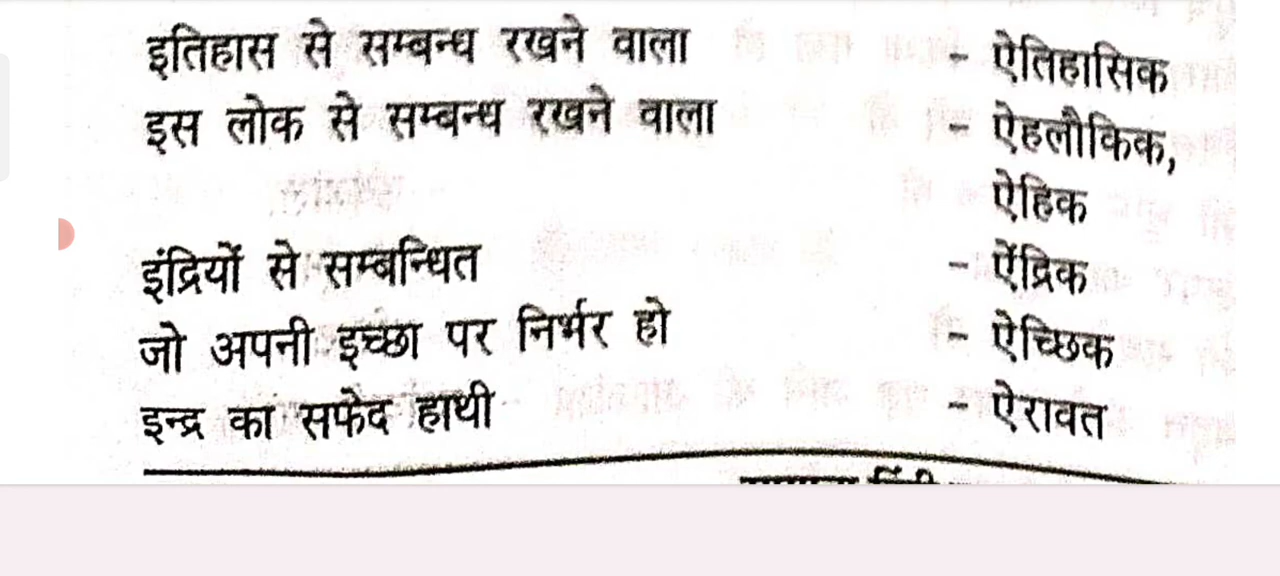 इतिहास से सम्बन्ध रखने वाला - ऐतिहासिक
इस लोक से सम्बन्ध रखने वाला - ऐहलौकिक,
ऐहिक
इंद्रियों से सम्बन्धित - ऐंद्रिक
जो अपनी इच्छा पर निर्भर हो - ऐच्छिक
इन्द्र का सफेद हाथी - ऐरावत